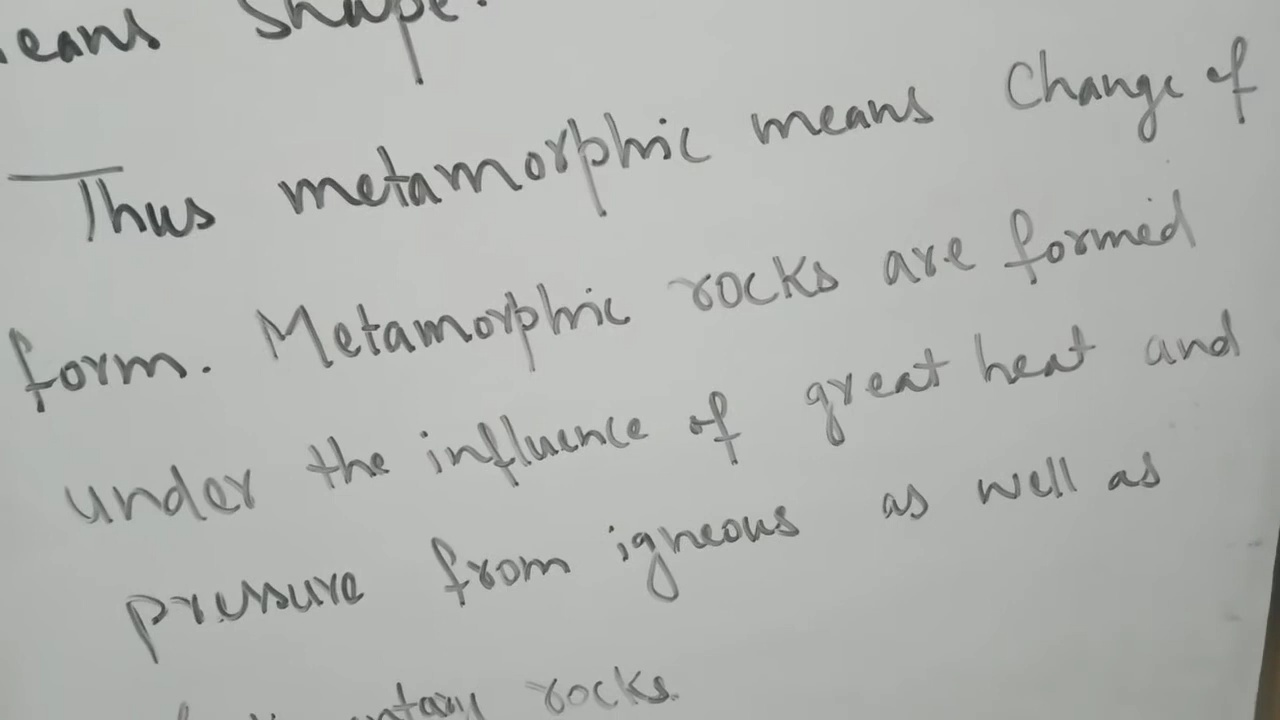 means shape.
Thus metamorphic means Change of
form. Metamorphic rocks are formed
under the influence of great heat and
pressure from igneous as well as
rocks.